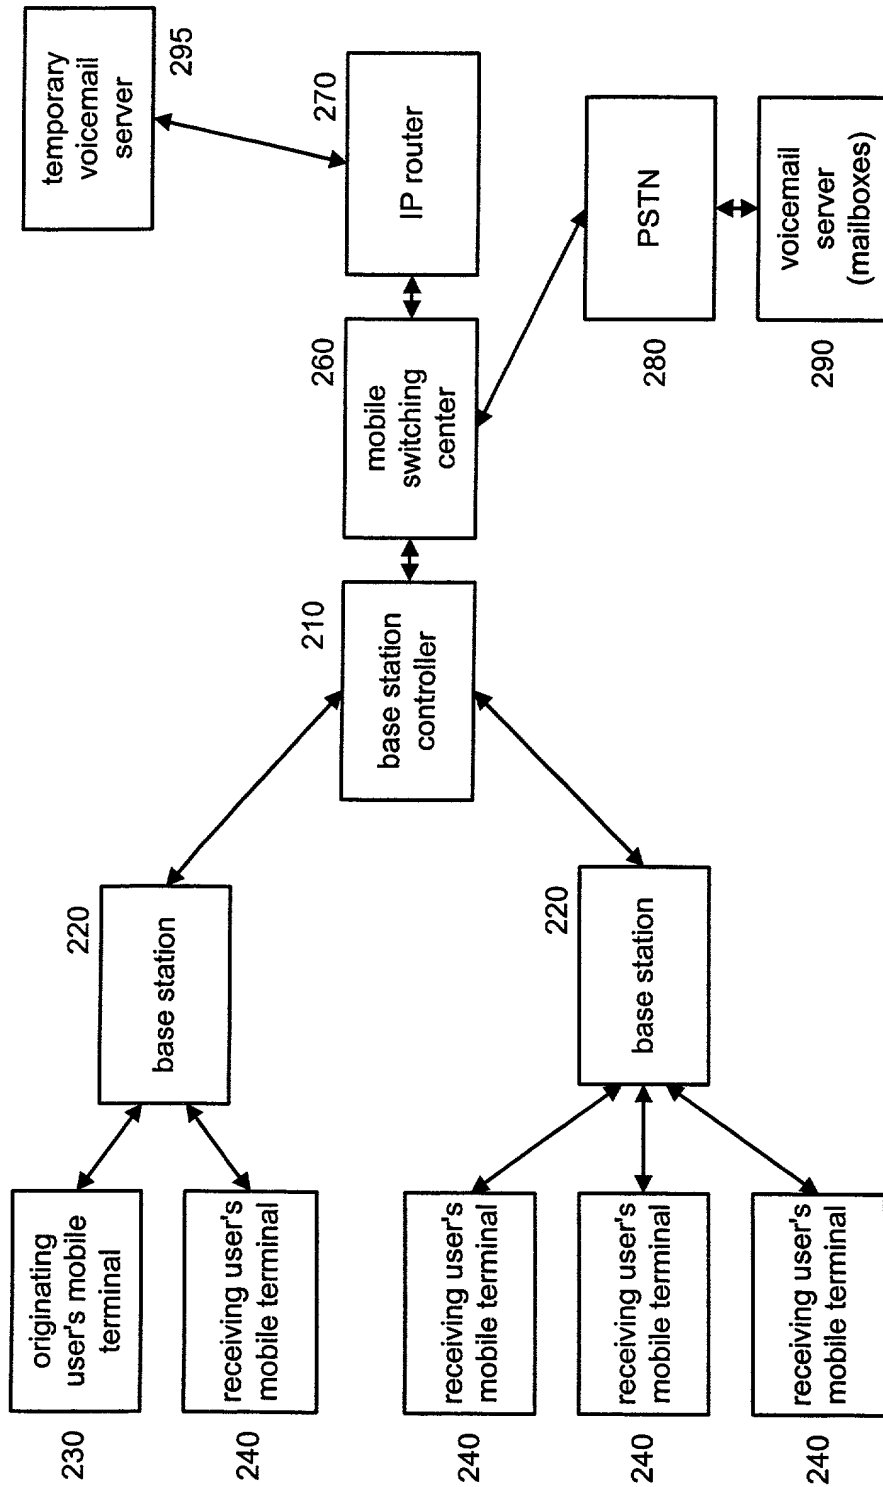 230
originating
user's mobile
terminal
240
receiving user's
mobile terminal
240
receiving user's
mobile terminal
240
receiving user's
mobile terminal
240
receiving user's
mobile terminal
220
base station
220
base station
210
base station
controller
260
mobile
switching
center
270
IP router
295
temporary
voicemail
server
280
PSTN
290
voicemail
server
(mailboxes)